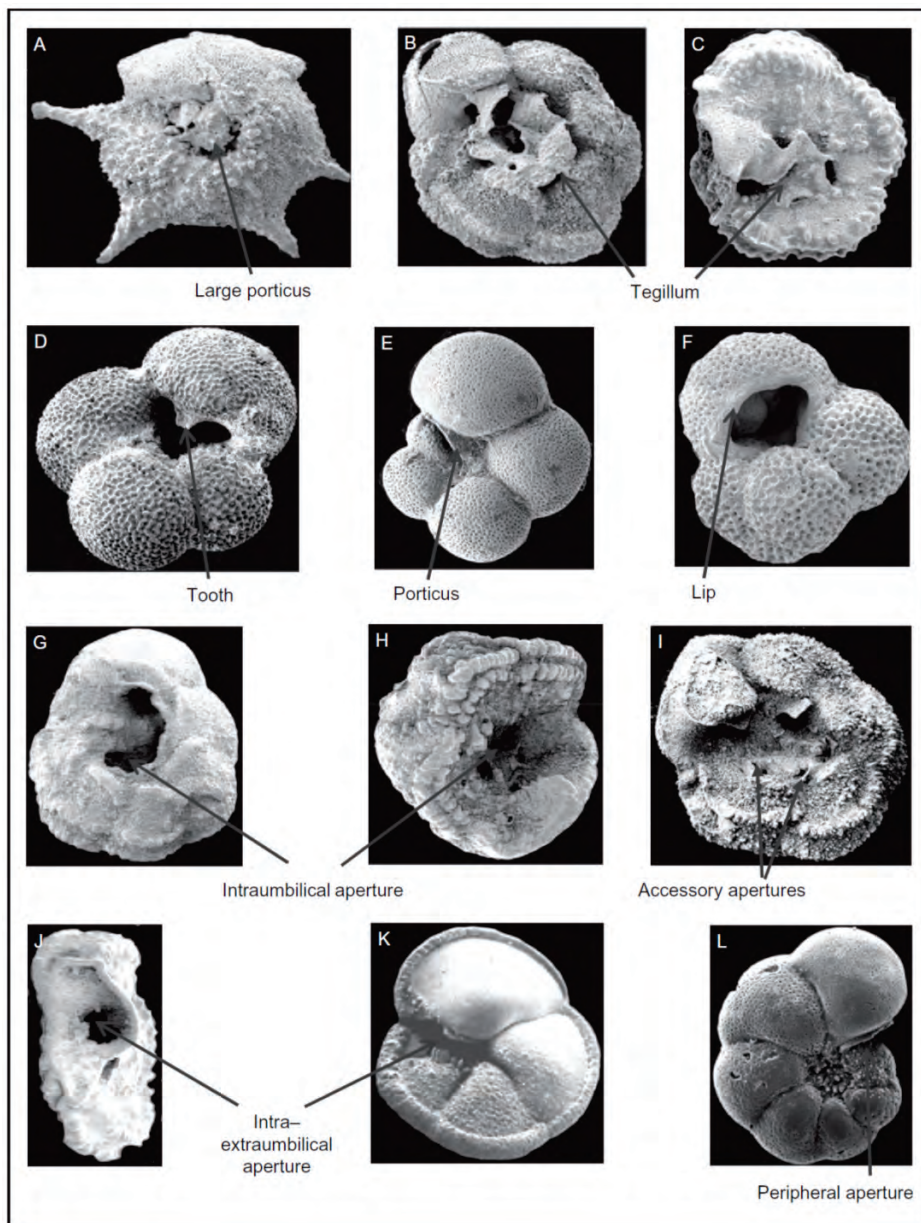 A
B
C
Large porticus
Tegillum
D
E
F
Tooth
Porticus
Lip
G
H
I
Intraumbilical aperture
Accessory apertures
J
K
L
Intra–
extraumbilical
aperture
Peripheral aperture